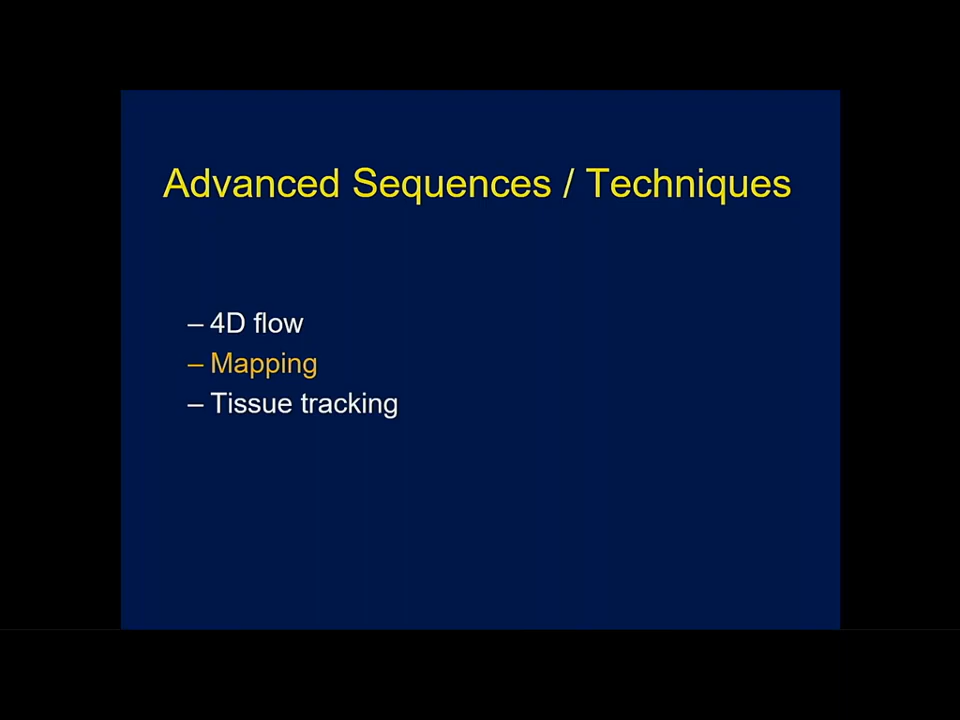 Advanced Sequences / Techniques
– 4D flow
– Mapping
– Tissue tracking